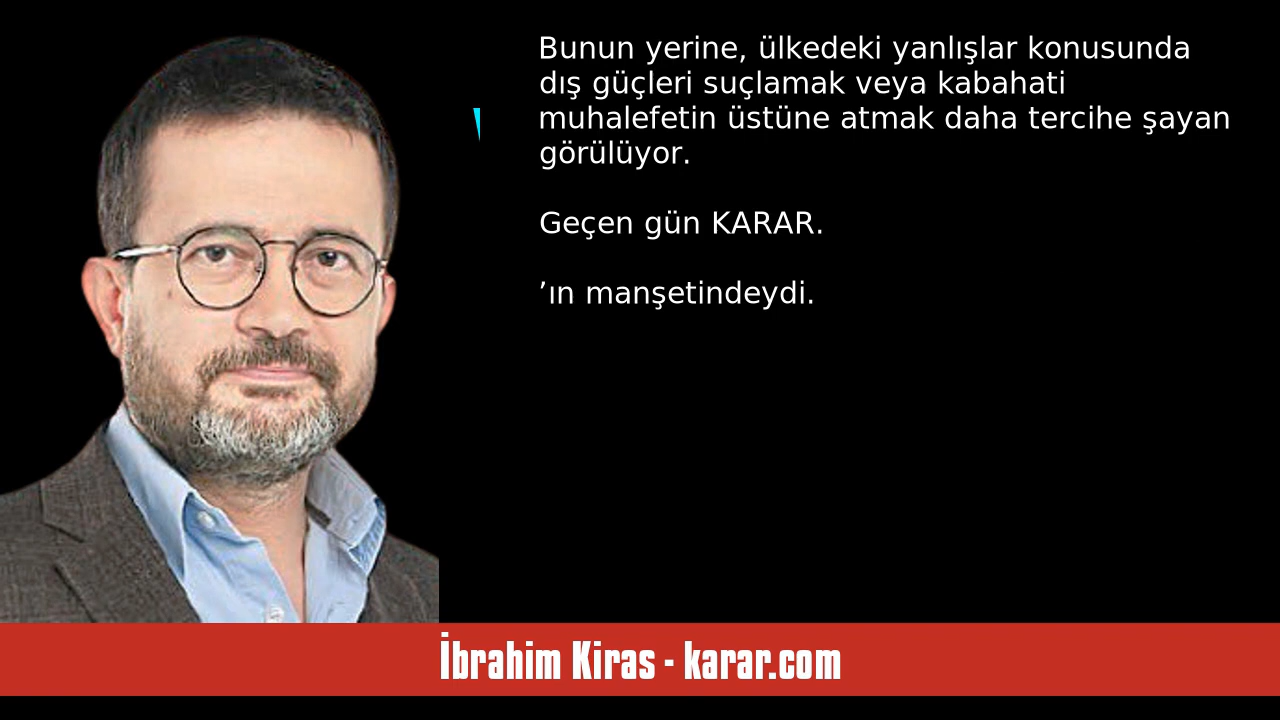 Bunun yerine, ülkedeki yanlışlar konusunda
dış güçleri suçlamak veya kabahati
muhalefetin üstüne atmak daha tercihe şayan
görülüyor.
Geçen gün KARAR.
’ın manşetindeydi.
İbrahim Kiras - karar.com